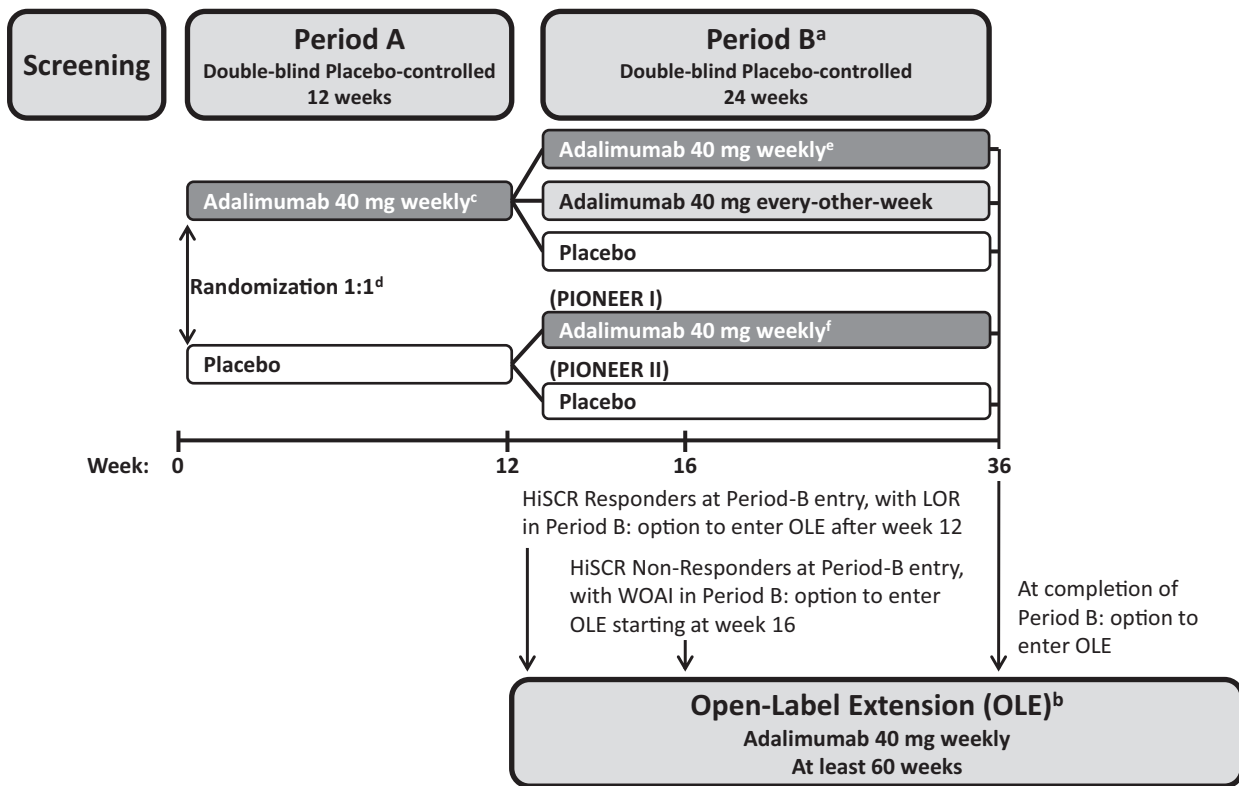 Screening
Period A
Double-blind Placebo-controlled
12 weeks
Period Bᵃ
Double-blind Placebo-controlled
24 weeks
Adalimumab 40 mg weeklyᶜ
Randomization 1:1ᵈ
Placebo
Adalimumab 40 mg weeklyᵉ
Adalimumab 40 mg every-other-week
Placebo
(PIONEER I)
Adalimumab 40 mg weeklyᶠ
(PIONEER II)
Placebo
Week: 0 12 16 36
HiSCR Responders at Period-B entry, with LOR
in Period B: option to enter OLE after week 12
HiSCR Non-Responders at Period-B entry,
with WOAI in Period B: option to enter
OLE starting at week 16
At completion of
Period B: option to
enter OLE
Open-Label Extension (OLE)ᵇ
Adalimumab 40 mg weekly
At least 60 weeks